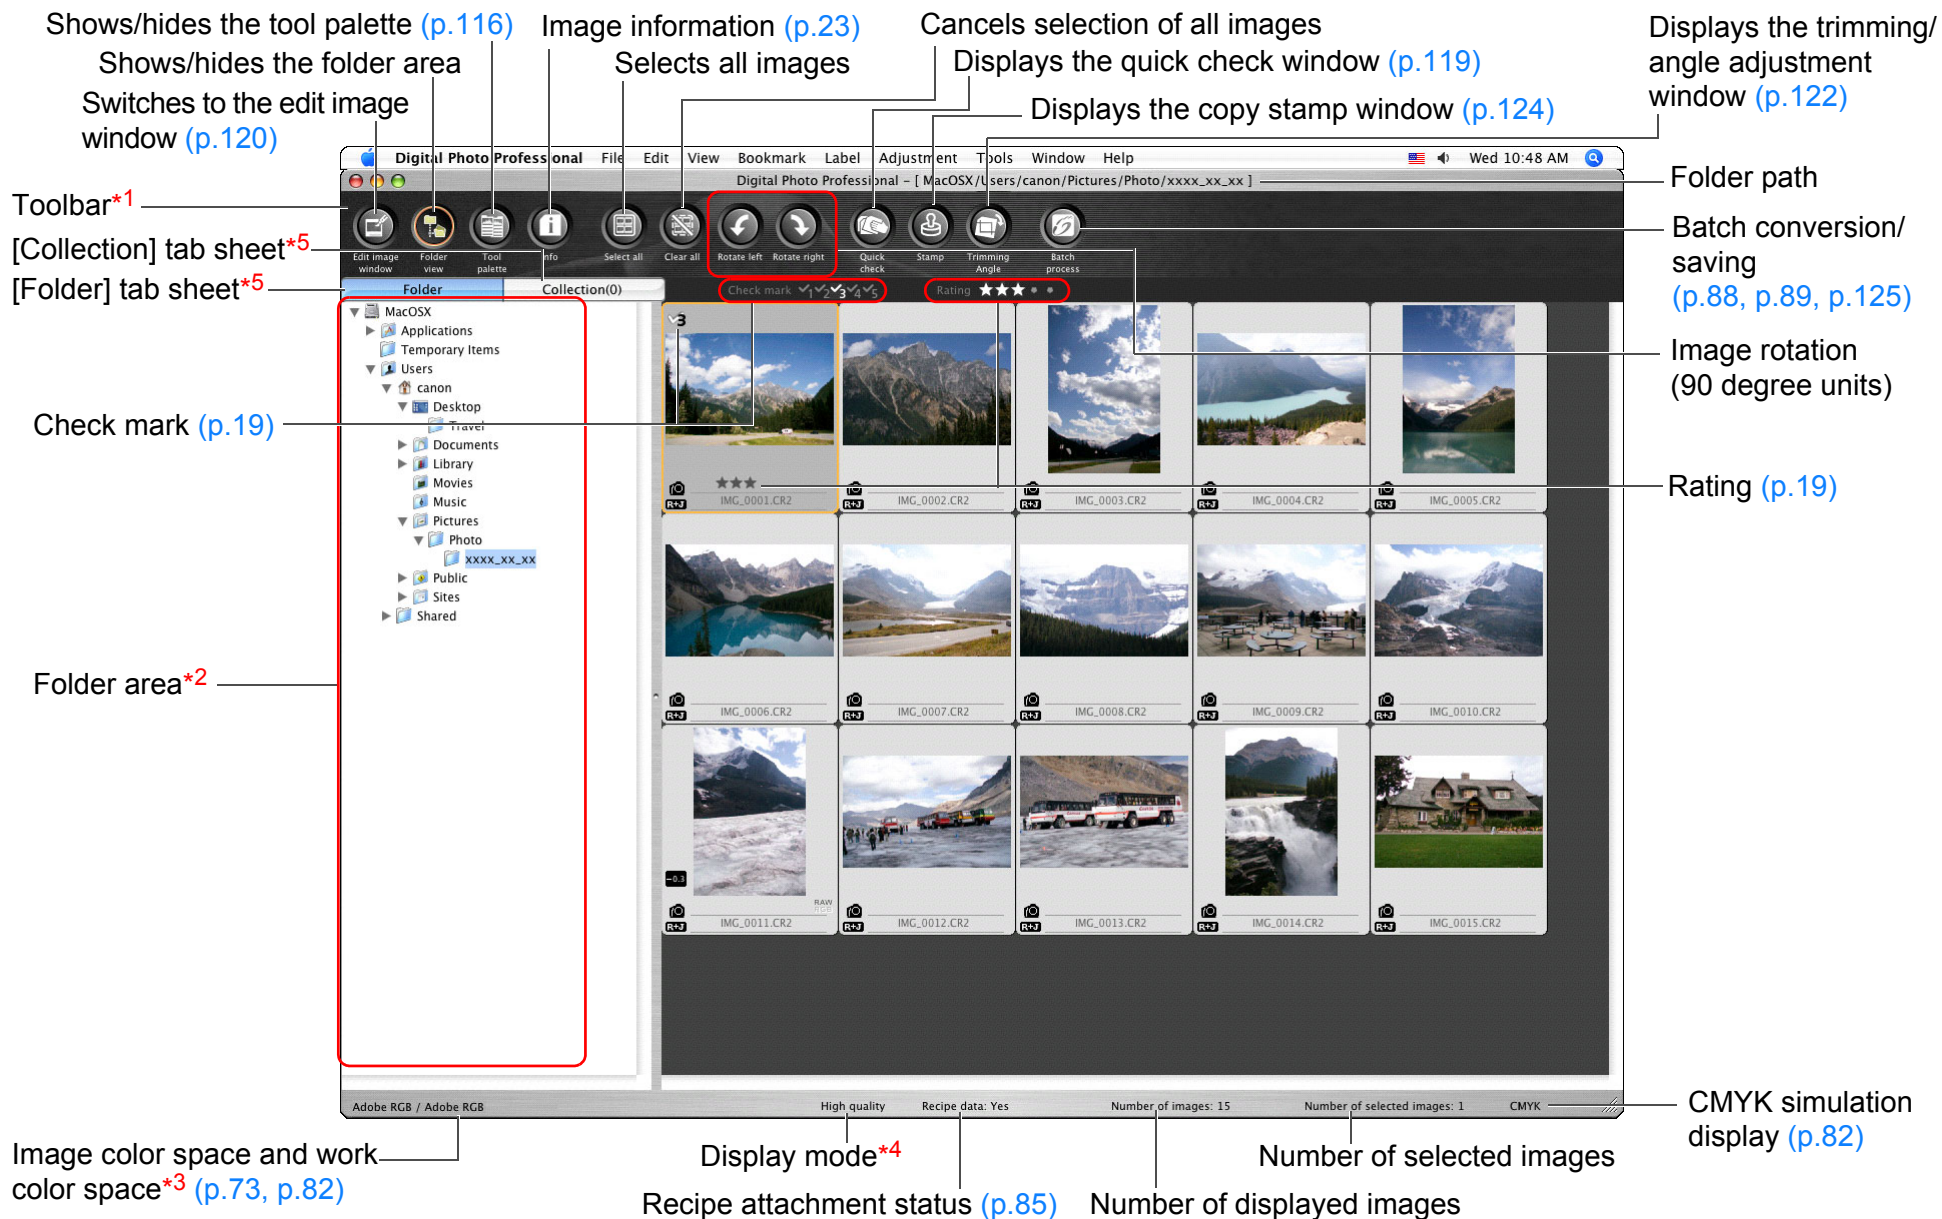 Shows/hides the tool palette (p.116)
Image information (p.23)
Cancels selection of all images
Displays the trimming/
angle adjustment
window (p.122)
Shows/hides the folder area
Selects all images
Displays the quick check window (p.119)
Switches to the edit image
window (p.120)
Displays the copy stamp window (p.124)
Digital Photo Professional File Edit View Bookmark Label Adjustment Tools Window Help Wed 10:48 AM
Digital Photo Professional – [ MacOSX/Users/canon/Pictures/Photo/xxxx_xx_xx ]
Folder path
Toolbar*1
[Collection] tab sheet*5
[Folder] tab sheet*5
Edit image
window
Folder
view
Tool
palette
Info
Select all
Clear all
Rotate left
Rotate right
Quick
check
Stamp
Trimming
Angle
Batch
process
Batch conversion/
saving
(p.88, p.89, p.125)
Folder
Collection(0)
Check mark 1 2 3 4 5
Rating ★★★
Image rotation
(90 degree units)
MacOSX
Applications
Temporary Items
Users
canon
Desktop
Travel
Documents
Library
Movies
Music
Pictures
Photo
xxxx_xx_xx
Public
Sites
Shared
Check mark (p.19)
Folder area*2
Rating (p.19)
3
★★★
R+J IMG_0001.CR2
R+J IMG_0002.CR2
R+J IMG_0003.CR2
R+J IMG_0004.CR2
R+J IMG_0005.CR2
R+J IMG_0006.CR2
R+J IMG_0007.CR2
R+J IMG_0008.CR2
R+J IMG_0009.CR2
R+J IMG_0010.CR2
−0.3
RAW
RGB
R+J IMG_0011.CR2
R+J IMG_0012.CR2
R+J IMG_0013.CR2
R+J IMG_0014.CR2
R+J IMG_0015.CR2
Adobe RGB / Adobe RGB
High quality
Recipe data: Yes
Number of images: 15
Number of selected images: 1
CMYK
CMYK simulation
display (p.82)
Image color space and work
color space*3 (p.73, p.82)
Display mode*4
Number of selected images
Recipe attachment status (p.85)
Number of displayed images